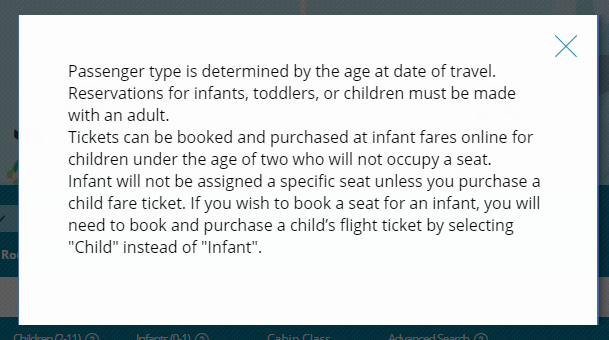 Passenger type is determined by the age at date of travel.
Reservations for infants, toddlers, or children must be made
with an adult.
Tickets can be booked and purchased at infant fares online for
children under the age of two who will not occupy a seat.
Infant will not be assigned a specific seat unless you purchase a
child fare ticket. If you wish to book a seat for an infant, you will
need to book and purchase a child’s flight ticket by selecting
"Child" instead of "Infant".
Children (2-11) Infants (0-1) Cabin Class Advanced Search